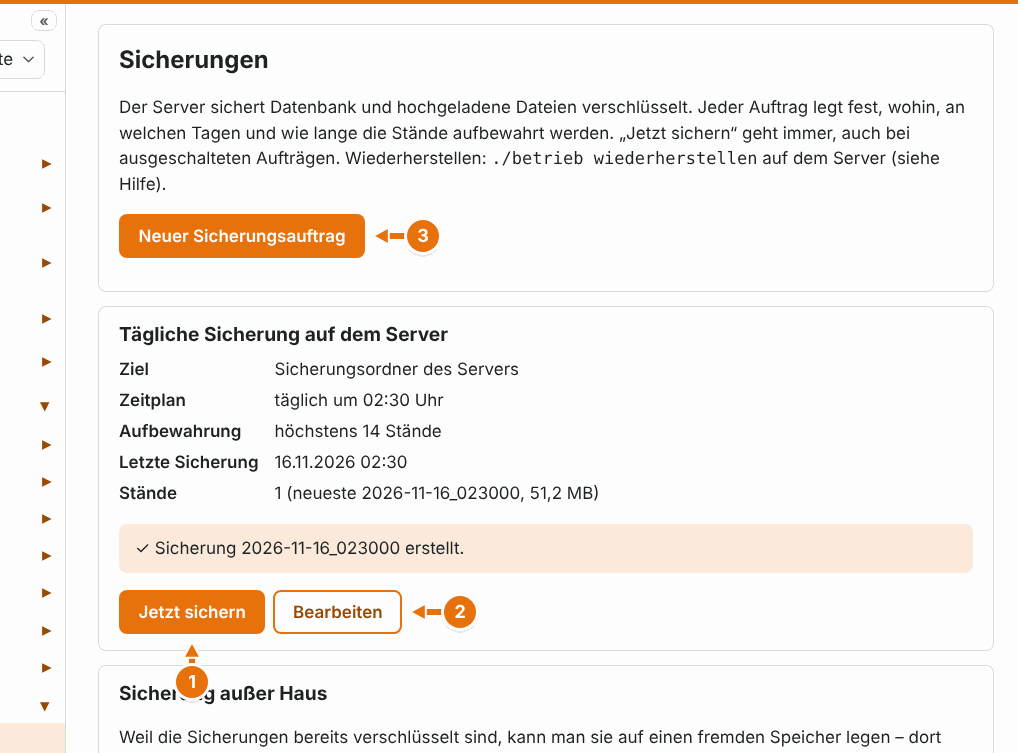 «
te
Sicherungen
Der Server sichert Datenbank und hochgeladene Dateien verschlüsselt. Jeder Auftrag legt fest, wohin, an
welchen Tagen und wie lange die Stände aufbewahrt werden. „Jetzt sichern“ geht immer, auch bei
ausgeschalteten Aufträgen. Wiederherstellen: ./betrieb wiederherstellen auf dem Server (siehe
Hilfe).
Neuer Sicherungsauftrag 3
Tägliche Sicherung auf dem Server
Ziel Sicherungsordner des Servers
Zeitplan täglich um 02:30 Uhr
Aufbewahrung höchstens 14 Stände
Letzte Sicherung 16.11.2026 02:30
Stände 1 (neueste 2026-11-16_023000, 51,2 MB)
✓ Sicherung 2026-11-16_023000 erstellt.
Jetzt sichern Bearbeiten 2
1
Sicherung außer Haus
Weil die Sicherungen bereits verschlüsselt sind, kann man sie auf einen fremden Speicher legen – dort